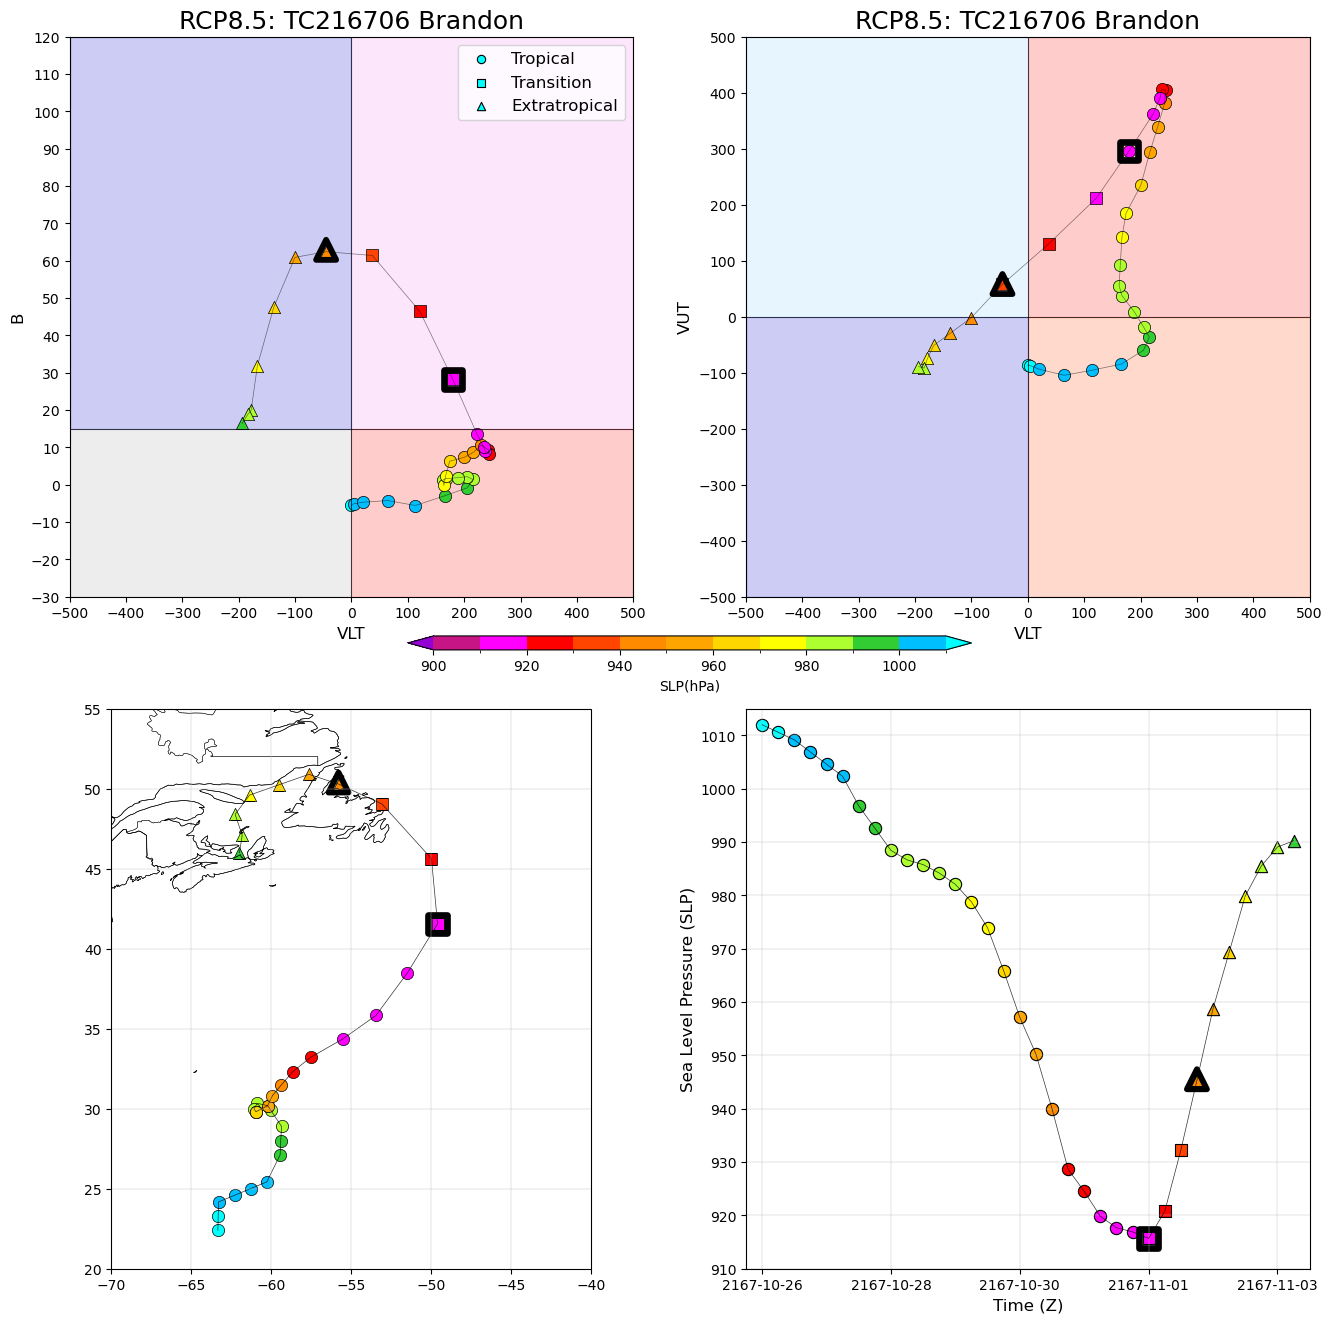 RCP8.5: TC216706 Brandon
RCP8.5: TC216706 Brandon
120
110
100
90
80
70
60
50
40
30
20
10
0
−10
−20
−30
B
Tropical
Transition
Extratropical
−500 −400 −300 −200 −100 0 100 200 300 400 500
VLT
500
400
300
200
100
0
−100
−200
−300
−400
−500
VUT
−500 −400 −300 −200 −100 0 100 200 300 400 500
VLT
900 920 940 960 980 1000
SLP(hPa)
55
50
45
40
35
30
25
20
−70 −65 −60 −55 −50 −45 −40
1010
1000
990
980
970
960
950
940
930
920
910
Sea Level Pressure (SLP)
2167-10-26 2167-10-28 2167-10-30 2167-11-01 2167-11-03
Time (Z)